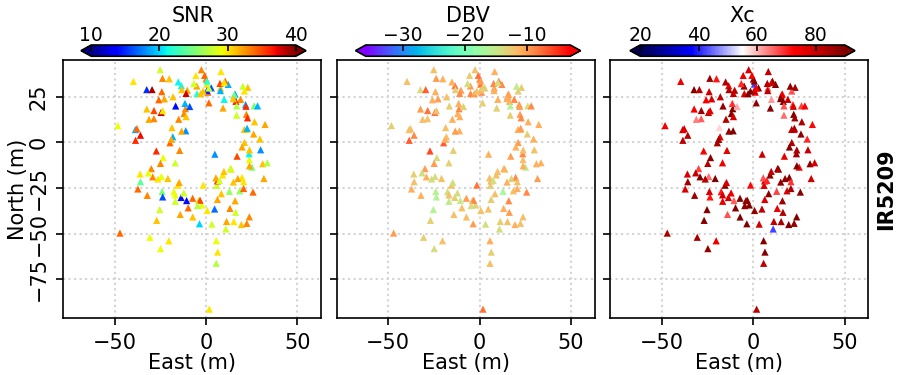 SNR DBV Xc
10 20 30 40 −30 −20 −10 20 40 60 80
North (m)
25
0
−25
−50
−75
−50 0 50 −50 0 50 −50 0 50
East (m) East (m) East (m)
IR5209